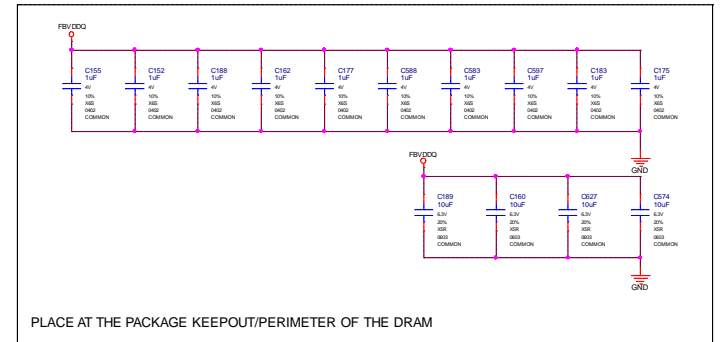 FBVDDQ
C155 C152 C188 C162 C177 C588 C583 C597 C183 C175
1uF 1uF 1uF 1uF 1uF 1uF 1uF 1uF 1uF 1uF
4V 4V 4V 4V 4V 4V 4V 4V 4V 4V
10% 10% 10% 10% 10% 10% 10% 10% 10% 10%
X6S X6S X6S X6S X6S X6S X6S X6S X6S X6S
0402 0402 0402 0402 0402 0402 0402 0402 0402 0402
COMMON COMMON COMMON COMMON COMMON COMMON COMMON COMMON COMMON COMMON
GND
FBVDDQ
C189 C160 C627 C574
10uF 10uF 10uF 10uF
6.3V 6.3V 6.3V 6.3V
20% 20% 20% 20%
X5R X5R X5R X5R
0603 0603 0603 0603
COMMON COMMON COMMON COMMON
GND
PLACE AT THE PACKAGE KEEPOUT/PERIMETER OF THE DRAM